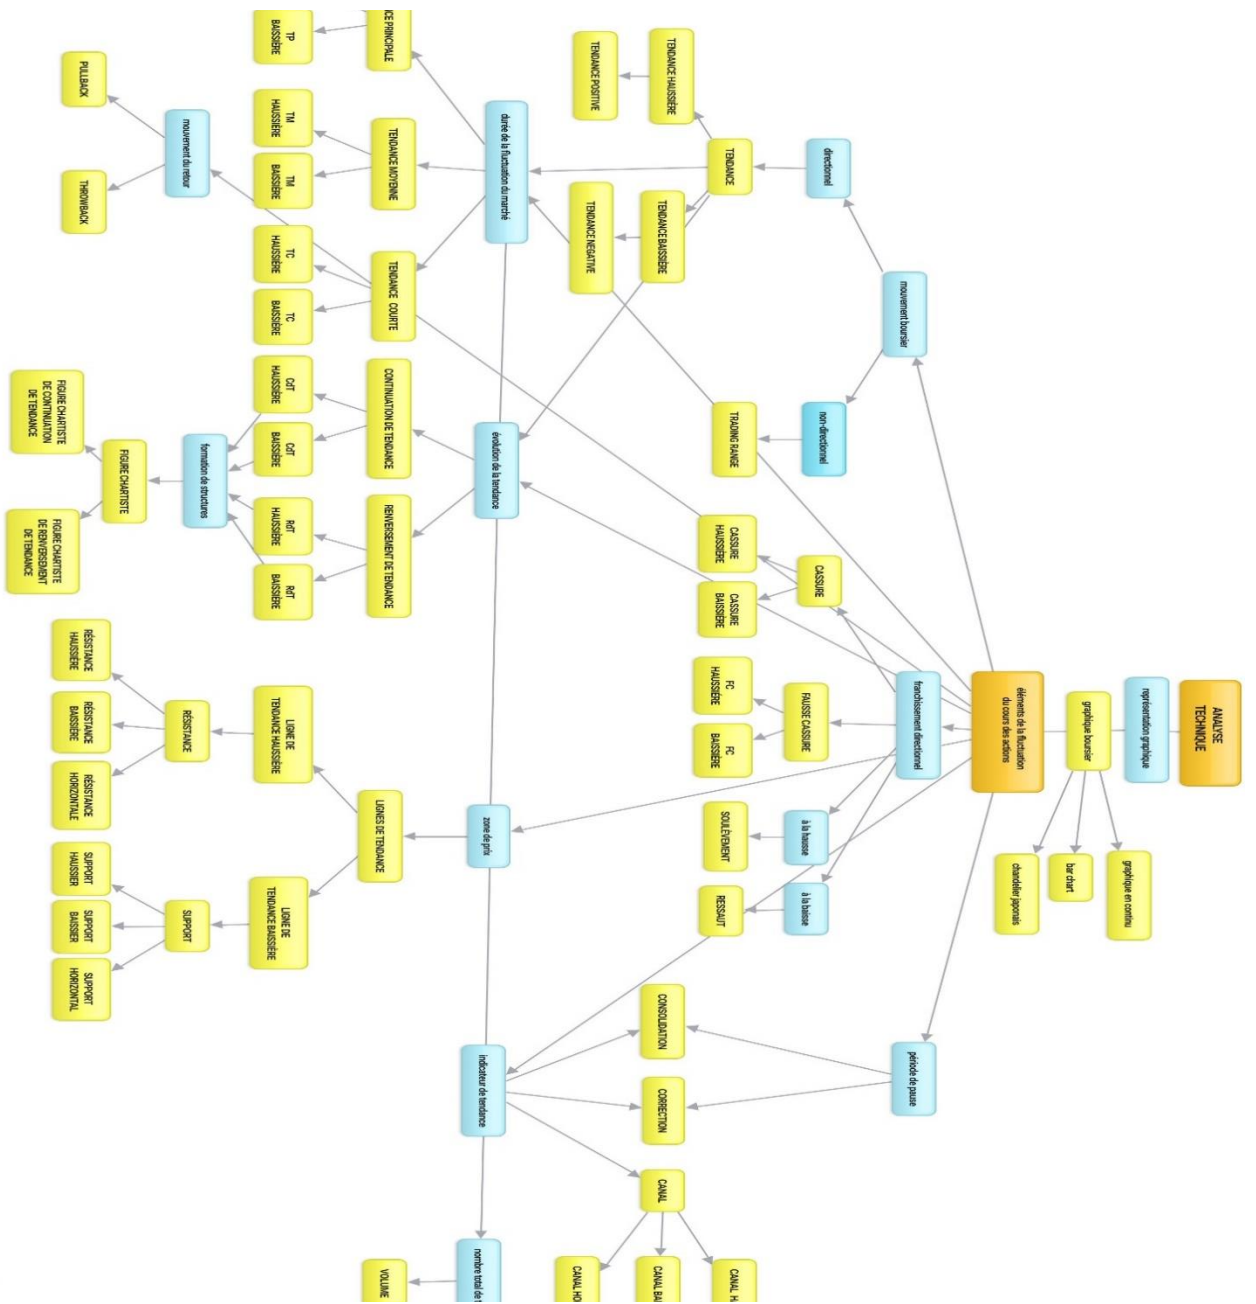 ANALYSE
TECHNIQUE
représentation graphique
graphique boursier
graphique en continu
bar chart
chandelier japonais
éléments de la fluctuation
du cours des actions
mouvement boursier
franchissement directionnel
période de pause
directionnel
non-directionnel
CASSURE
FAUSSE CASSURE
à la hausse
à la baisse
TENDANCE
TRADING RANGE
CASSURE
HAUSSIÈRE
CASSURE
BAISSIÈRE
FC
HAUSSIÈRE
FC
BAISSIÈRE
SOULÈVEMENT
RESSAUT
TENDANCE HAUSSIÈRE
TENDANCE BAISSIÈRE
CONSOLIDATION
CORRECTION
CANAL
TENDANCE POSITIVE
TENDANCE NEGATIVE
CANAL
CANAL
CANAL
durée de la fluctuation du marché
évolution de la tendance
zone de prix
indicateur de tendance
nombre total de
PRINCIPALE
TENDANCE MOYENNE
TENDANCE COURTE
CONTINUATION DE TENDANCE
RENVERSEMENT DE TENDANCE
LIGNES DE TENDANCE
VOLUME
TP
BAISSIÈRE
TM
HAUSSIÈRE
TM
BAISSIÈRE
TC
HAUSSIÈRE
TC
BAISSIÈRE
CdT
HAUSSIÈRE
CdT
BAISSIÈRE
RdT
HAUSSIÈRE
RdT
BAISSIÈRE
LIGNE DE
TENDANCE HAUSSIÈRE
LIGNE DE
TENDANCE BAISSIÈRE
mouvement du retour
formation de structures
RÉSISTANCE
SUPPORT
PULLBACK
THROWBACK
FIGURE CHARTISTE
FIGURE CHARTISTE
DE CONTINUATION
DE TENDANCE
FIGURE CHARTISTE
DE RENVERSEMENT
DE TENDANCE
RÉSISTANCE
HAUSSIÈRE
RÉSISTANCE
BAISSIÈRE
RÉSISTANCE
HORIZONTALE
SUPPORT
HAUSSIER
SUPPORT
BAISSIER
SUPPORT
HORIZONTAL